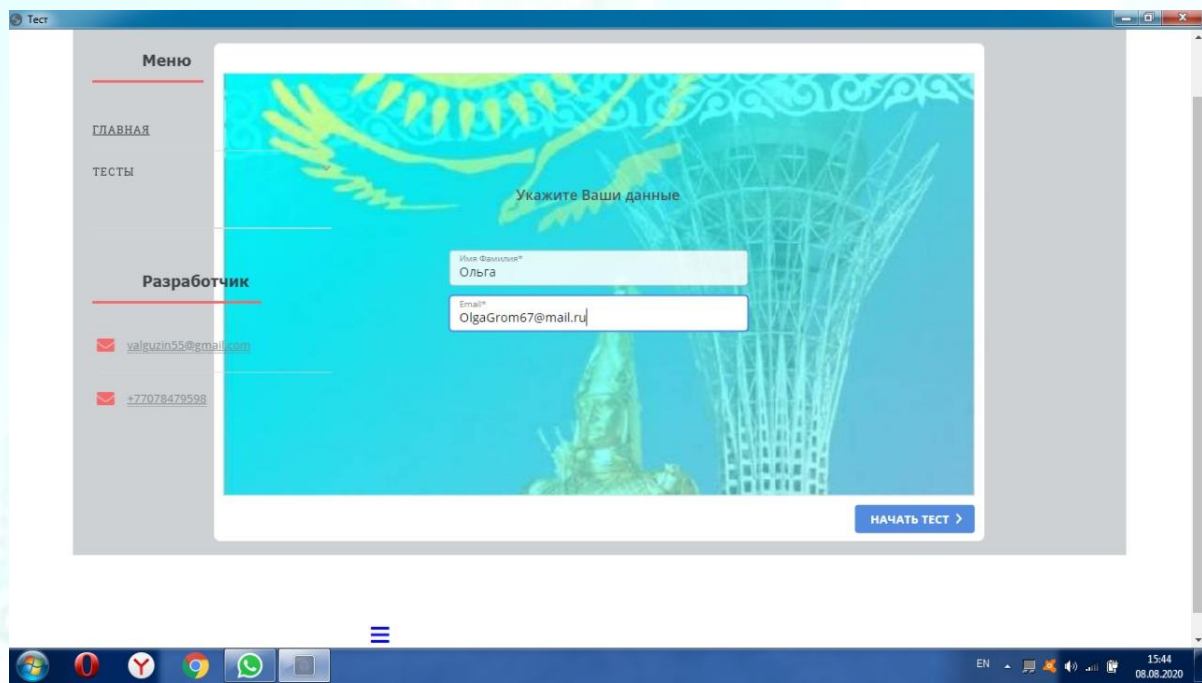 Тест
Меню
ГЛАВНАЯ
ТЕСТЫ
Разработчик
valguzin55@gmail.com
+77078479598
Укажите Ваши данные
Имя Фамилия*
Ольга
Email*
OlgaGrom67@mail.ru
НАЧАТЬ ТЕСТ
EN
15:44
08.08.2020